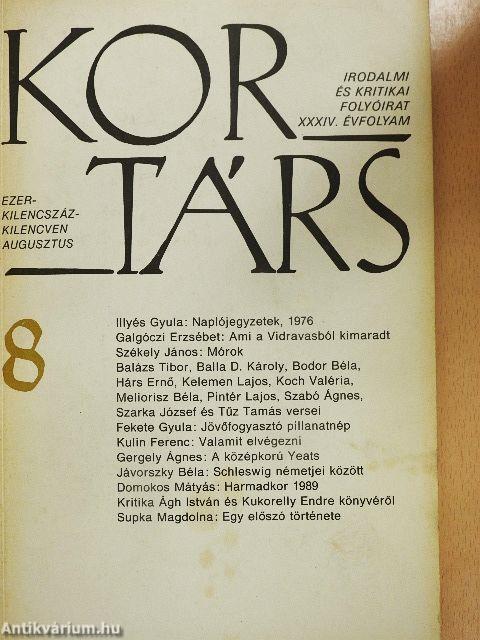 KOR
TÁRS
IRODALMI
ÉS KRITIKAI
FOLYÓIRAT
XXXIV. ÉVFOLYAM
EZER-
KILENCSZÁZ-
KILENCVEN
AUGUSZTUS
8
Illyés Gyula: Naplójegyzetek, 1976
Galgóczi Erzsébet: Ami a Vidravasból kimaradt
Székely János: Mórok
Balázs Tibor, Balla D. Károly, Bodor Béla,
Hárs Ernő, Kelemen Lajos, Koch Valéria,
Meliorisz Béla, Pintér Lajos, Szabó Ágnes,
Szarka József és Tűz Tamás versei
Fekete Gyula: Jövőfogyasztó pillanatnép
Kulin Ferenc: Valamit elvégezni
Gergely Ágnes: A középkorú Yeats
Jávorszky Béla: Schleswig németjei között
Domokos Mátyás: Harmadkor 1989
Kritika Ágh István és Kukorelly Endre könyvéről
Supka Magdolna: Egy előszó története
Antikvárium.hu